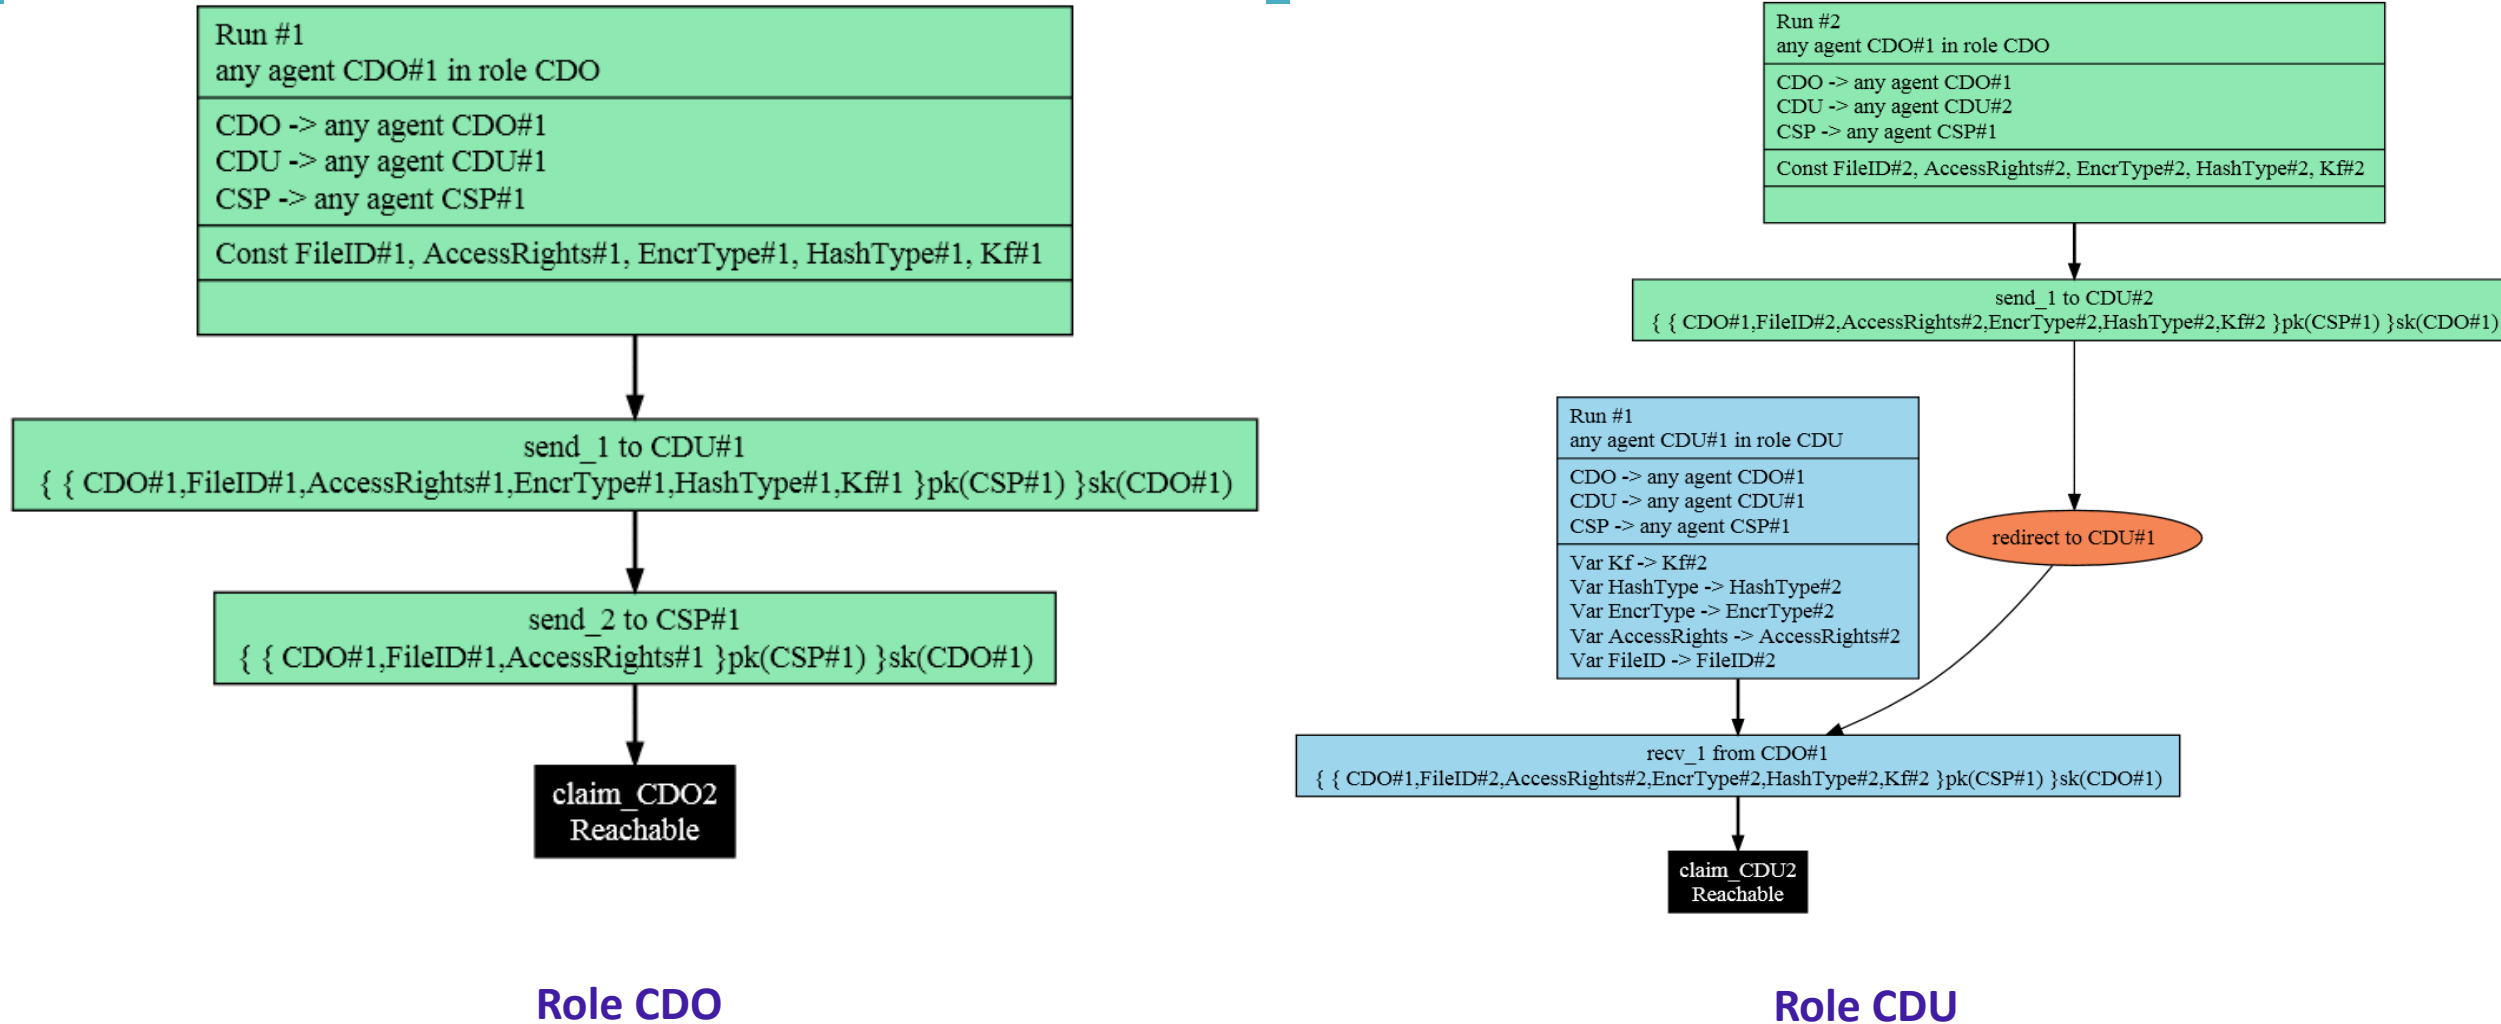 Run #1
any agent CDO#1 in role CDO
CDO -> any agent CDO#1
CDU -> any agent CDU#1
CSP -> any agent CSP#1
Const FileID#1, AccessRights#1, EncrType#1, HashType#1, Kf#1
send_1 to CDU#1
{ { CDO#1,FileID#1,AccessRights#1,EncrType#1,HashType#1,Kf#1 }pk(CSP#1) }sk(CDO#1)
send_2 to CSP#1
{ { CDO#1,FileID#1,AccessRights#1 }pk(CSP#1) }sk(CDO#1)
claim_CDO2
Reachable
Role CDO
Run #2
any agent CDO#1 in role CDO
CDO -> any agent CDO#1
CDU -> any agent CDU#2
CSP -> any agent CSP#1
Const FileID#2, AccessRights#2, EncrType#2, HashType#2, Kf#2
send_1 to CDU#2
{ { CDO#1,FileID#2,AccessRights#2,EncrType#2,HashType#2,Kf#2 }pk(CSP#1) }sk(CDO#1)
Run #1
any agent CDU#1 in role CDU
CDO -> any agent CDO#1
CDU -> any agent CDU#1
CSP -> any agent CSP#1
Var Kf -> Kf#2
Var HashType -> HashType#2
Var EncrType -> EncrType#2
Var AccessRights -> AccessRights#2
Var FileID -> FileID#2
redirect to CDU#1
recv_1 from CDO#1
{ { CDO#1,FileID#2,AccessRights#2,EncrType#2,HashType#2,Kf#2 }pk(CSP#1) }sk(CDO#1)
claim_CDU2
Reachable
Role CDU